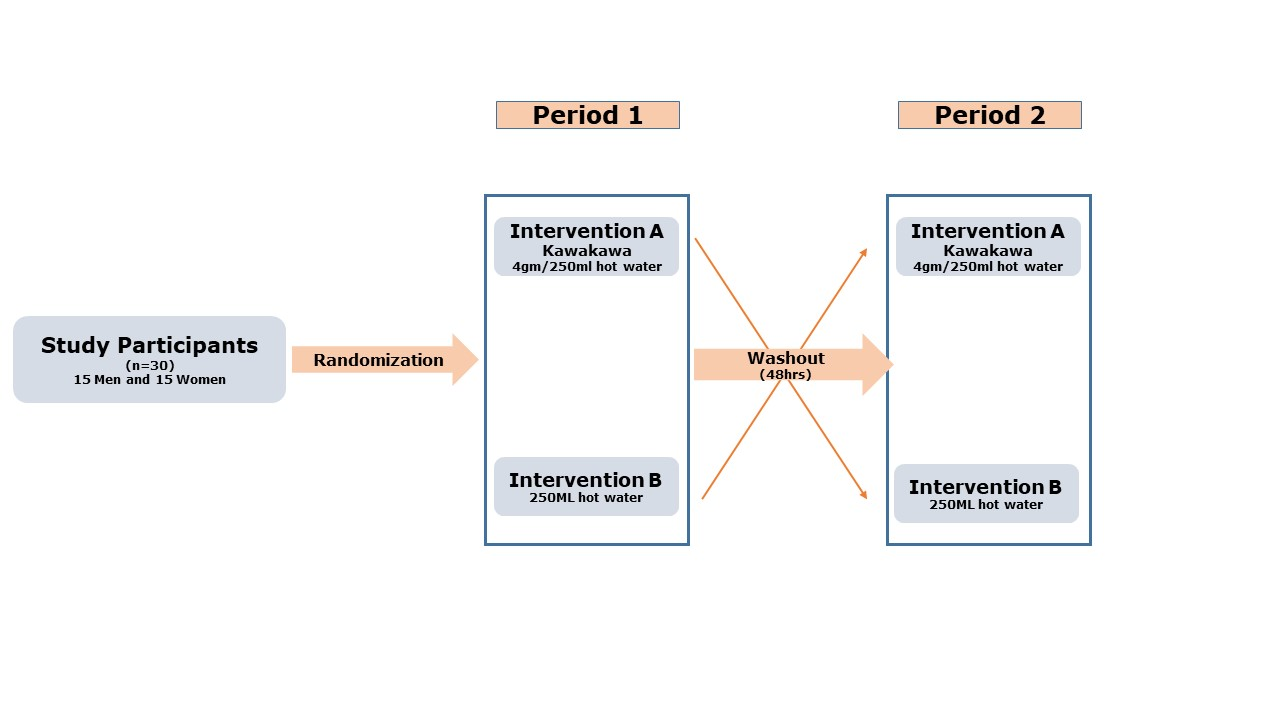 Period 1
Period 2
Intervention A
Kawakawa
4gm/250ml hot water
Intervention A
Kawakawa
4gm/250ml hot water
Study Participants
(n=30)
15 Men and 15 Women
Randomization
Washout
(48hrs)
Intervention B
250ML hot water
Intervention B
250ML hot water